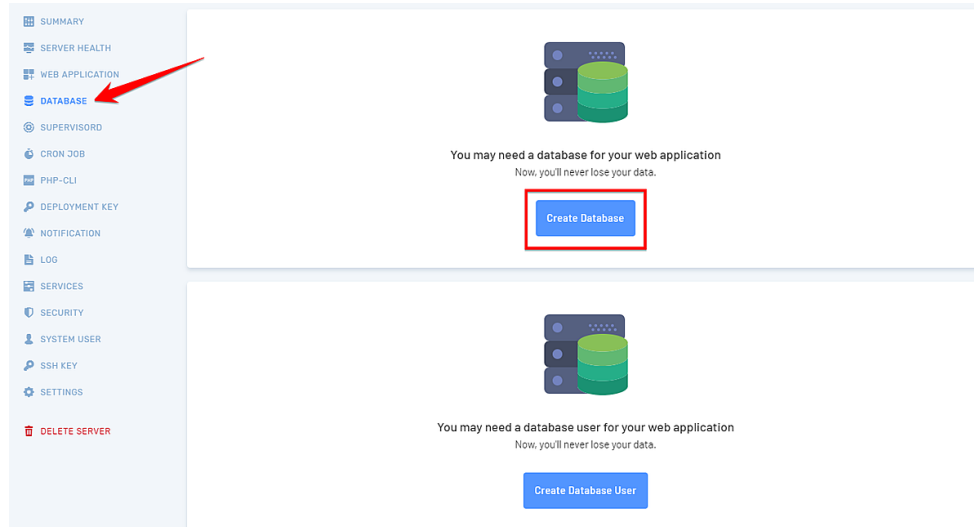 SUMMARY
SERVER HEALTH
WEB APPLICATION
DATABASE
SUPERVISORD
CRON JOB
PHP PHP-CLI
DEPLOYMENT KEY
NOTIFICATION
LOG
SERVICES
SECURITY
SYSTEM USER
SSH KEY
SETTINGS
DELETE SERVER
You may need a database for your web application
Now, you'll never lose your data.
Create Database
You may need a database user for your web application
Now, you'll never lose your data.
Create Database User